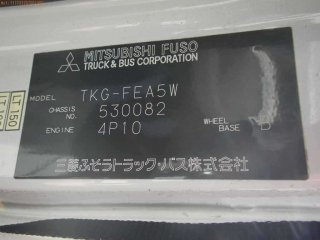 MITSUBISHI FUSO
TRUCK & BUS CORPORATION
MODEL TKG-FEA5W
CHASSIS NO. 530082
ENGINE 4P10 WHEEL BASE
三菱ふそうトラック・バス株式会社
LT150